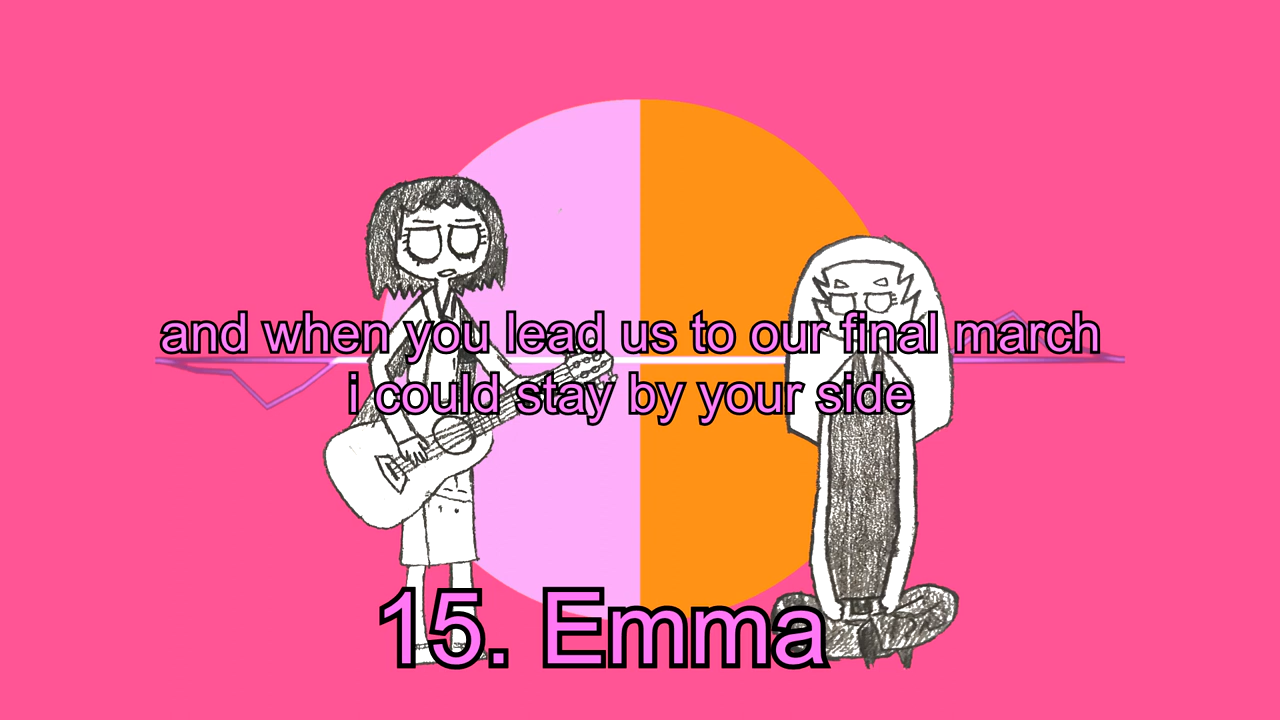 and when you lead us to our final march
i could stay by your side
15. Emma